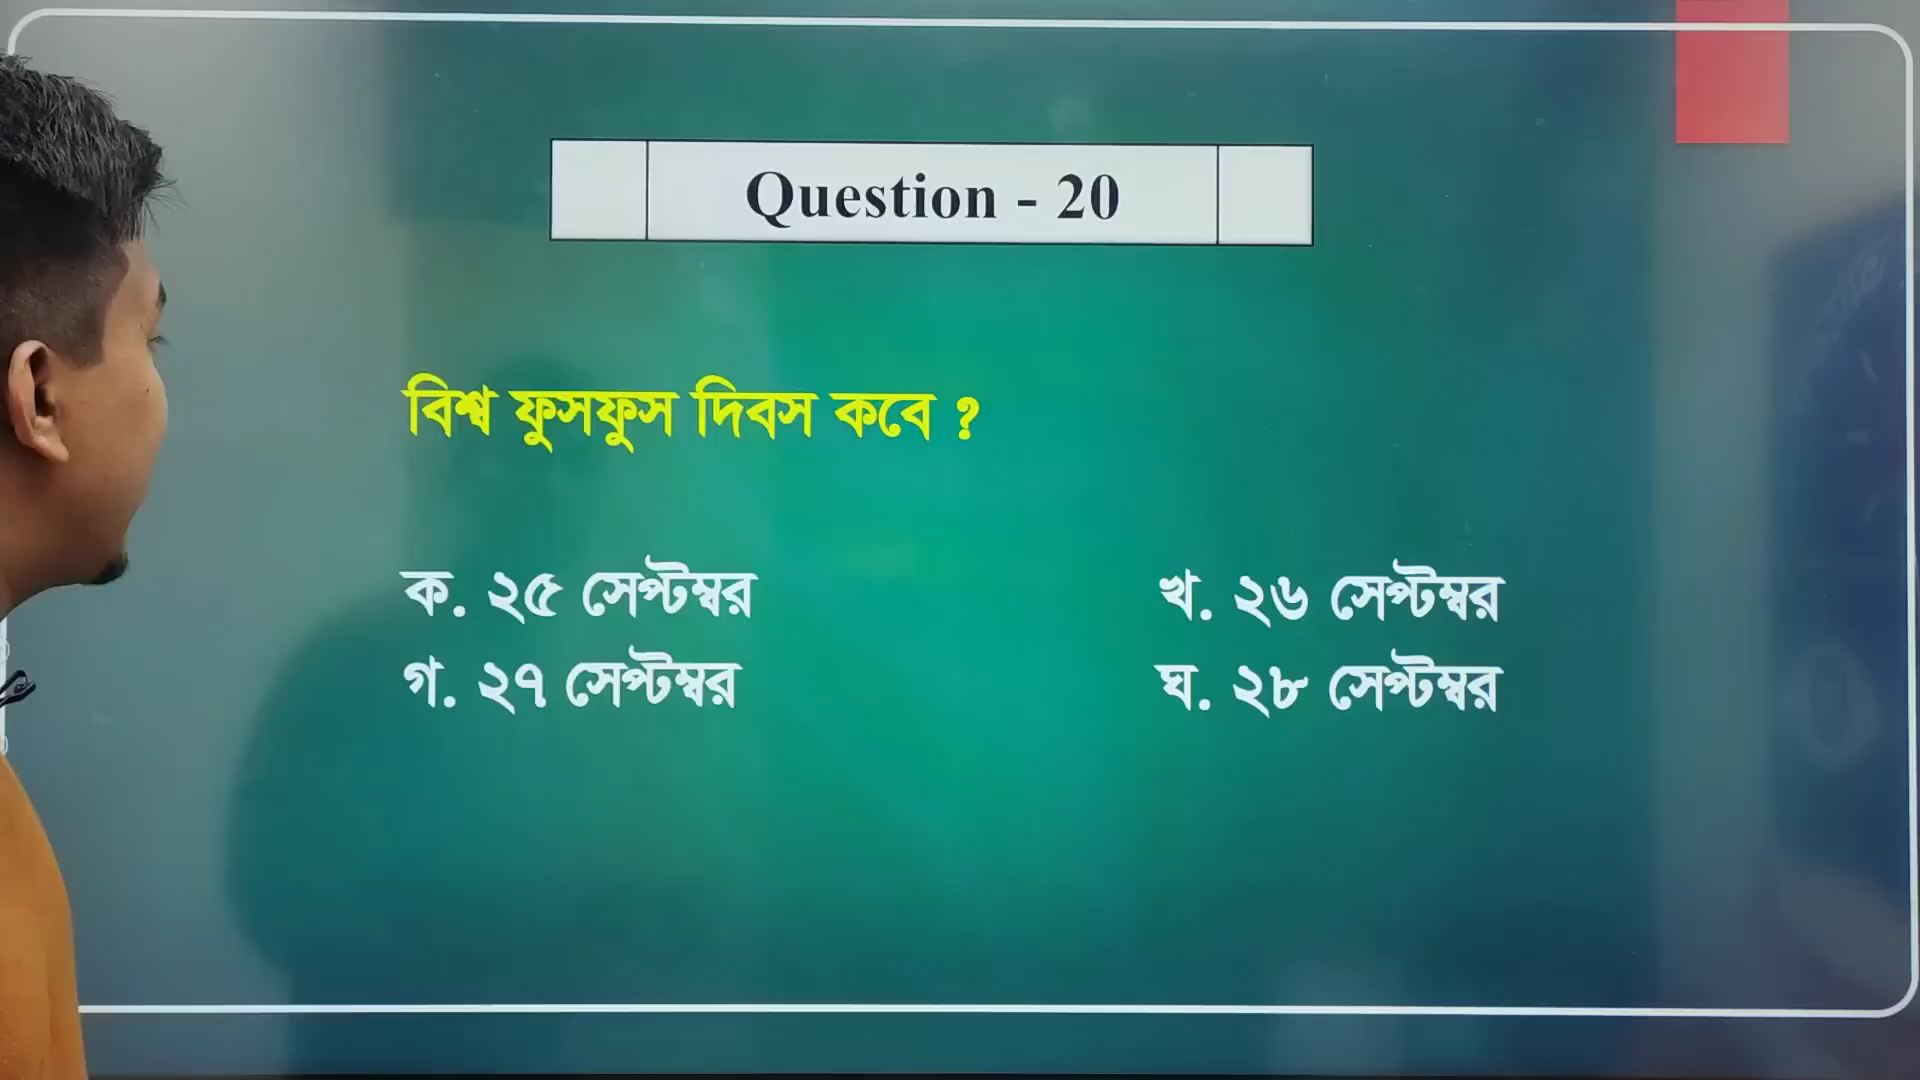 Question - 20
বিশ্ব ফুসফুস দিবস কবে ?
ক. ২৫ সেপ্টেম্বর
খ. ২৬ সেপ্টেম্বর
গ. ২৭ সেপ্টেম্বর
ঘ. ২৮ সেপ্টেম্বর